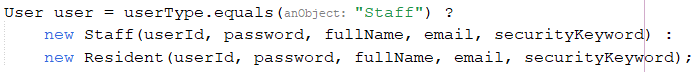 User user = userType.equals(anObject: "Staff") ?
new Staff(userId, password, fullName, email, securityKeyword) :
new Resident(userId, password, fullName, email, securityKeyword);